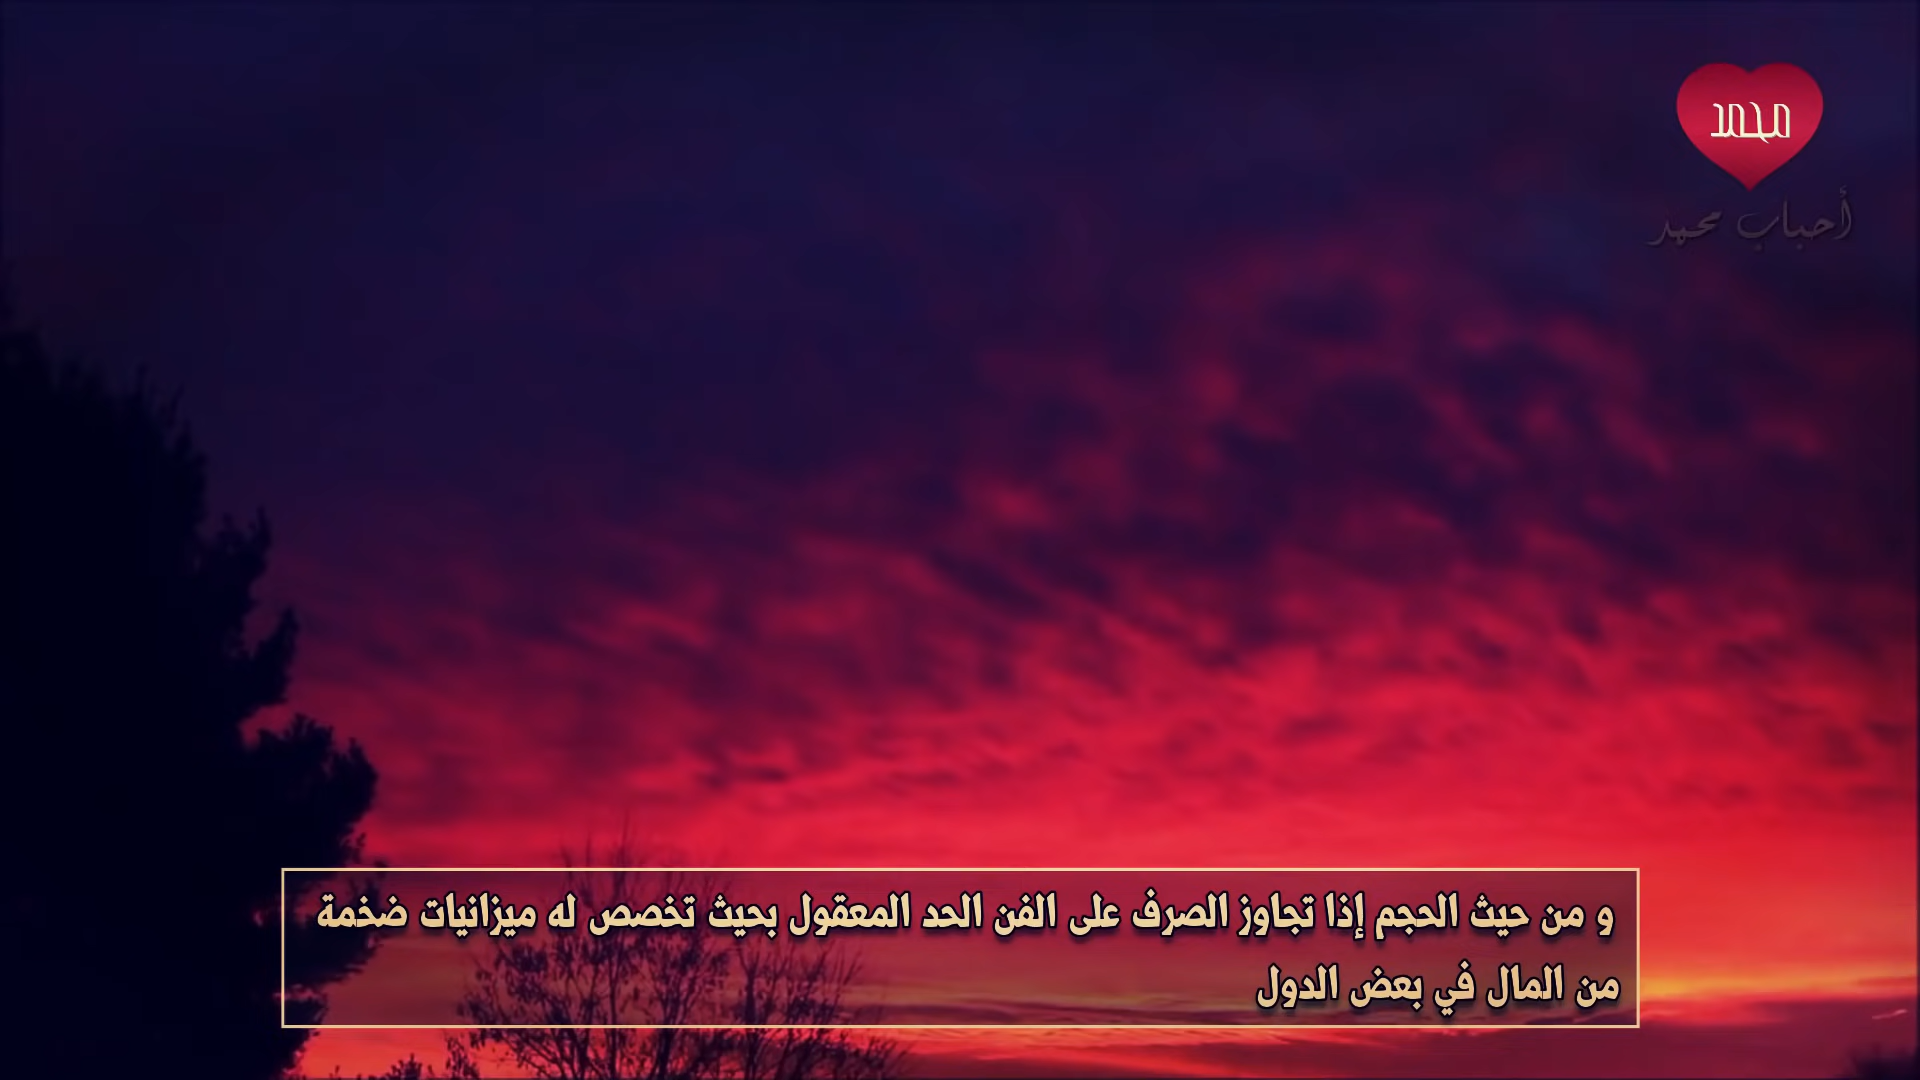 محمد
أحباب محمد
و من حيث الحجم إذا تجاوز الصرف على الفن الحد المعقول بحيث تخصص له ميزانيات ضخمة
من المال في بعض الدول